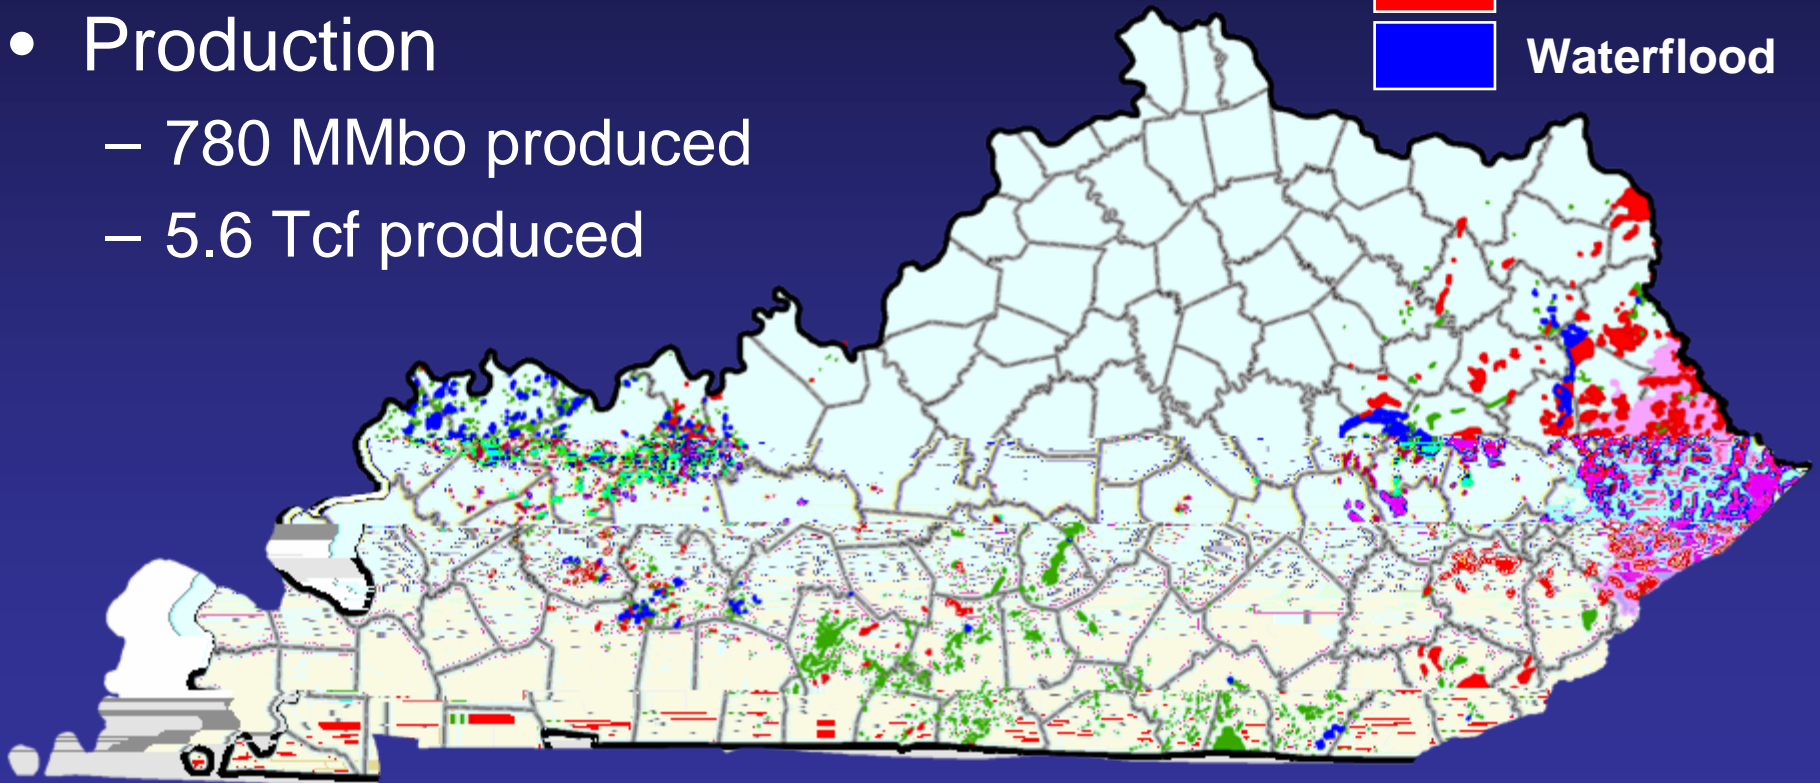 • Production
– 780 MMbo produced
– 5.6 Tcf produced
Waterflood